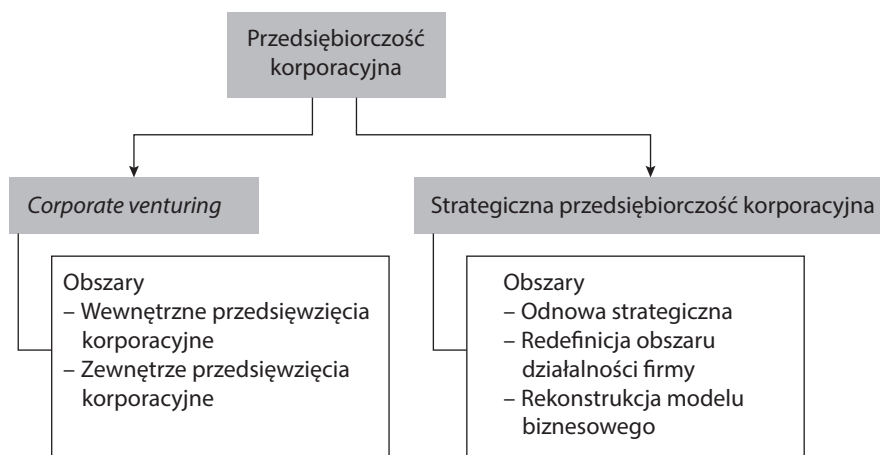 Przedsiębiorczość
korporacyjna
Corporate venturing
Strategiczna przedsiębiorczość korporacyjna
Obszary
– Wewnętrzne przedsięwzięcia
korporacyjne
– Zewnętrze przedsięwzięcia
korporacyjne
Obszary
– Odnowa strategiczna
– Redefinicja obszaru
działalności firmy
– Rekonstrukcja modelu
biznesowego